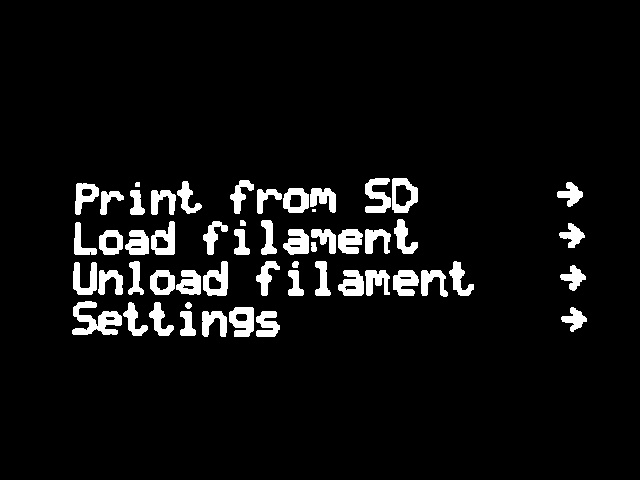 Print from SD →
Load filament →
Unload filament →
Settings →